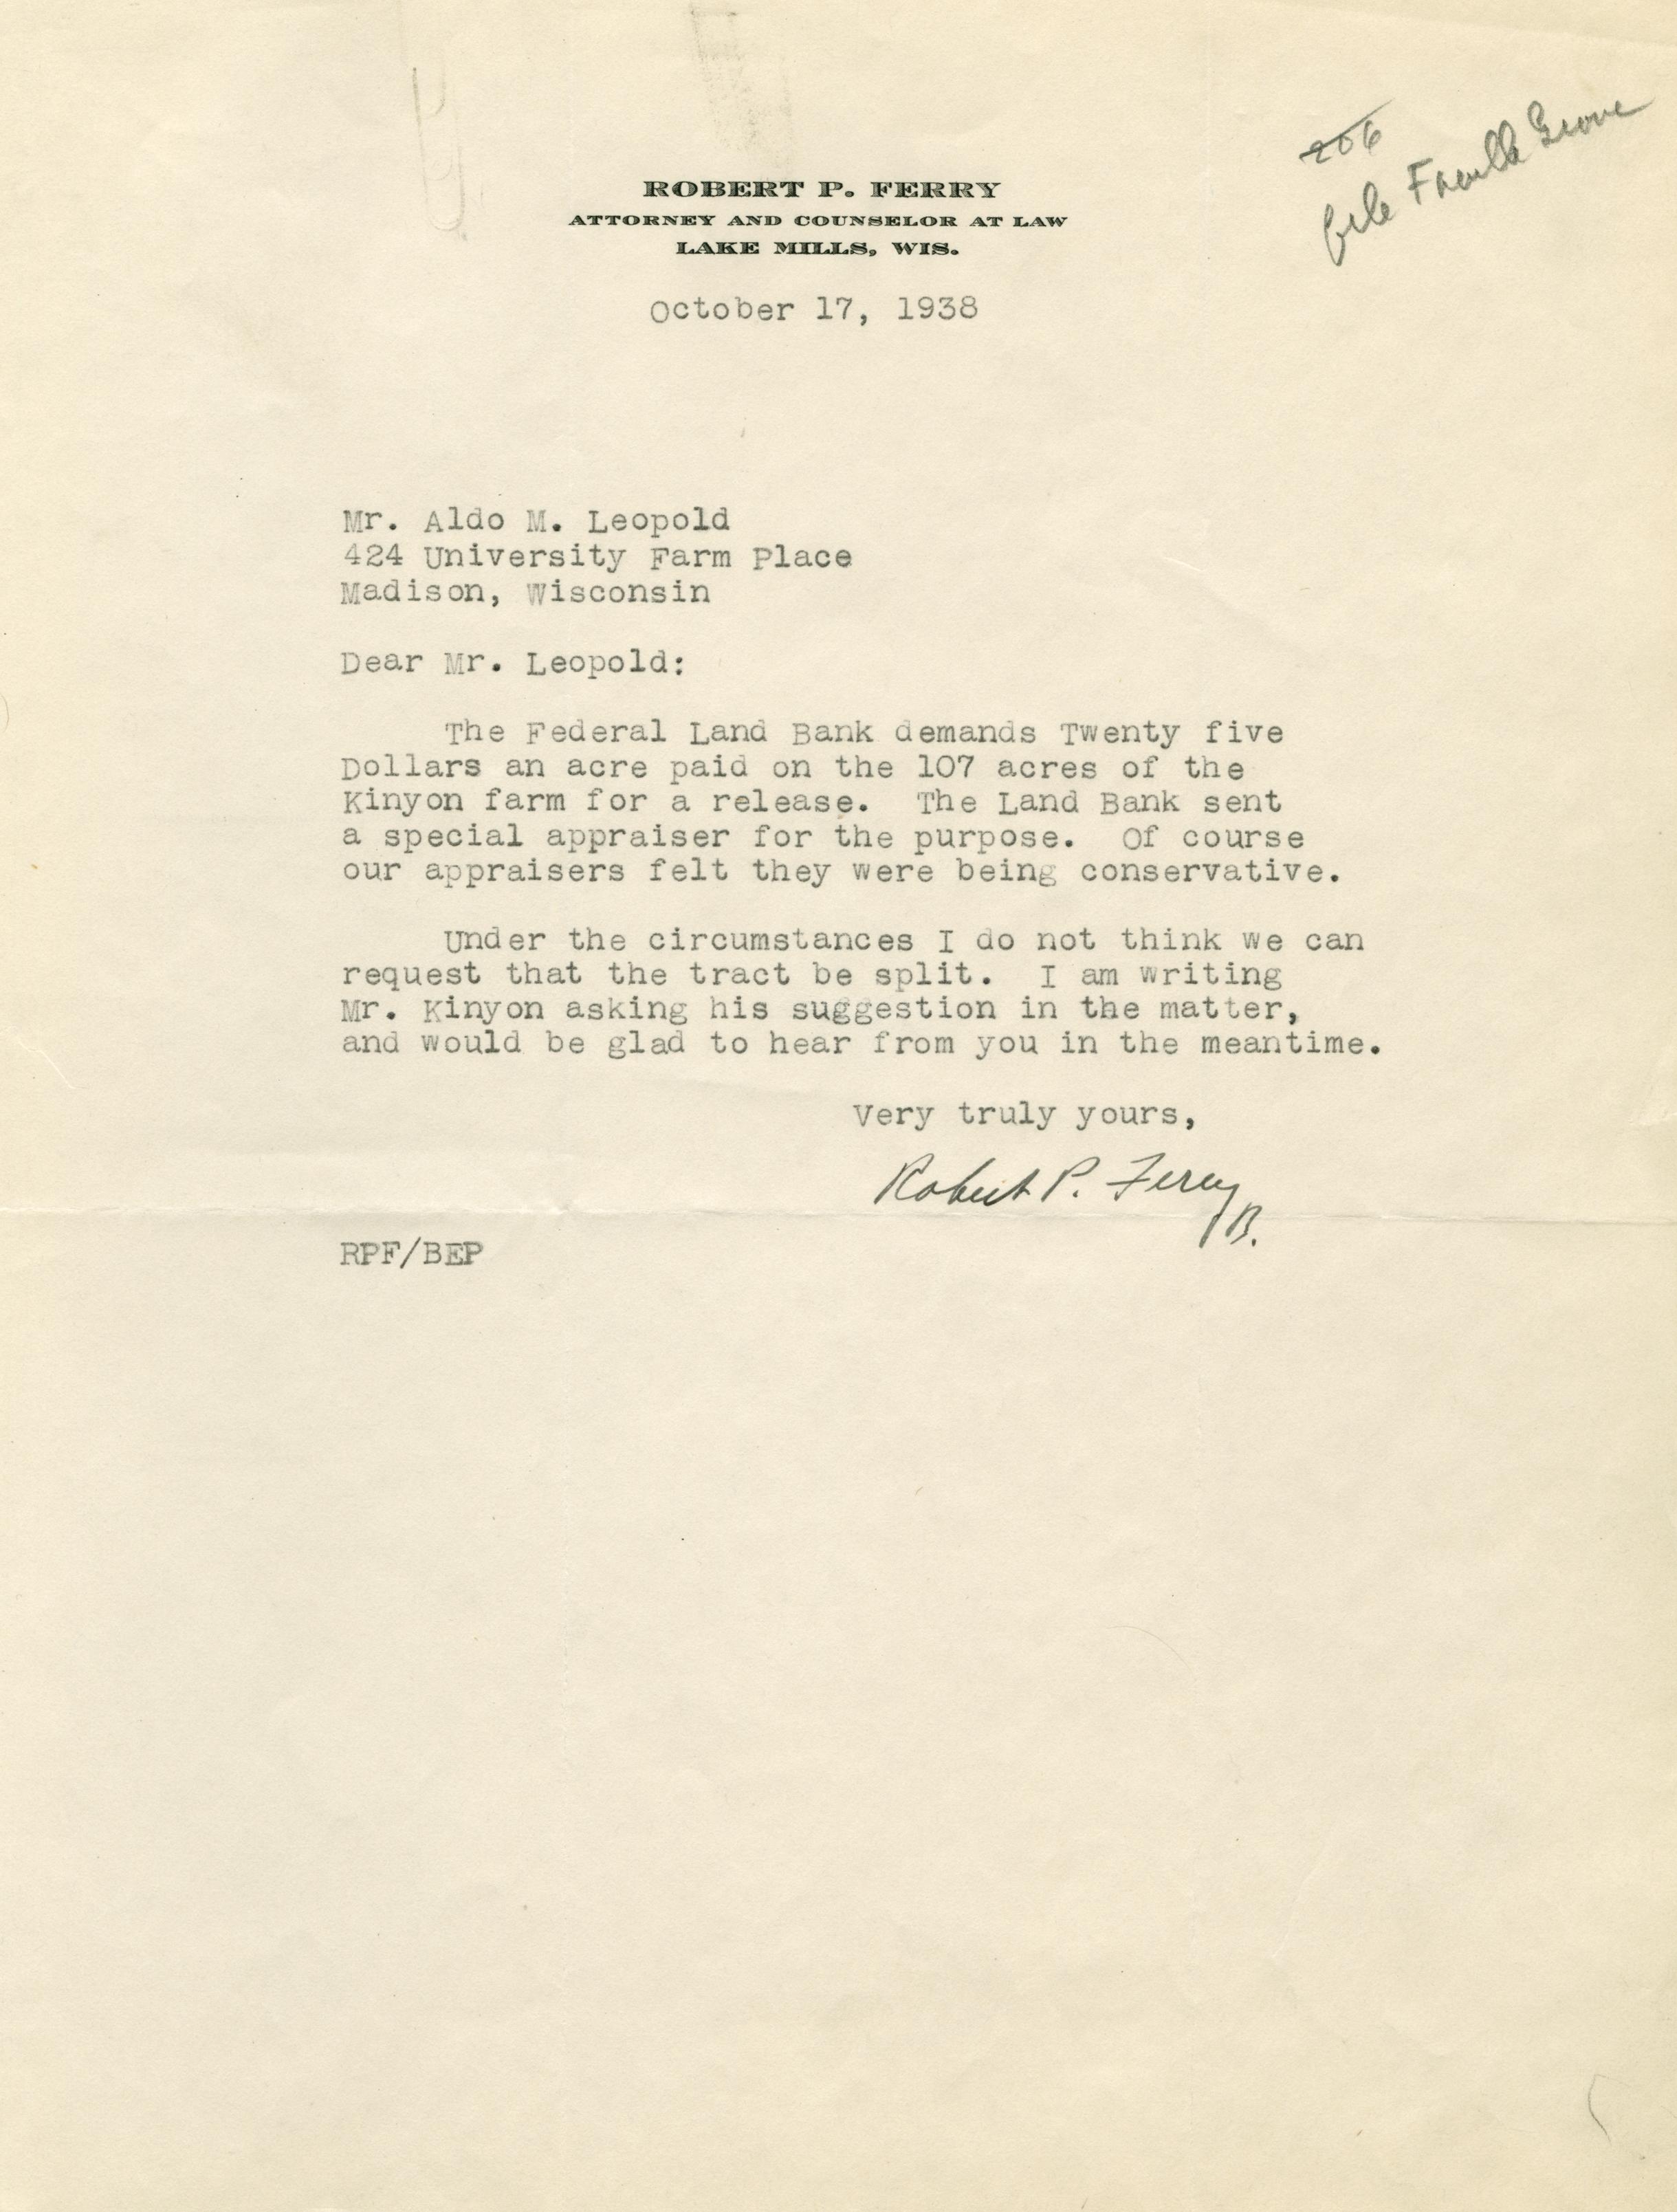 206
file Faville Grove
ROBERT P. FERRY
ATTORNEY AND COUNSELOR AT LAW
LAKE MILLS, WIS.
October 17, 1938
Mr. Aldo M. Leopold
424 University Farm Place
Madison, Wisconsin
Dear Mr. Leopold:
The Federal Land Bank demands Twenty five
Dollars an acre paid on the 107 acres of the
Kinyon farm for a release. The Land Bank sent
a special appraiser for the purpose. Of course
our appraisers felt they were being conservative.
Under the circumstances I do not think we can
request that the tract be split. I am writing
Mr. Kinyon asking his suggestion in the matter,
and would be glad to hear from you in the meantime.
Very truly yours,
Robert P. Ferry
B.
RPF/BEP